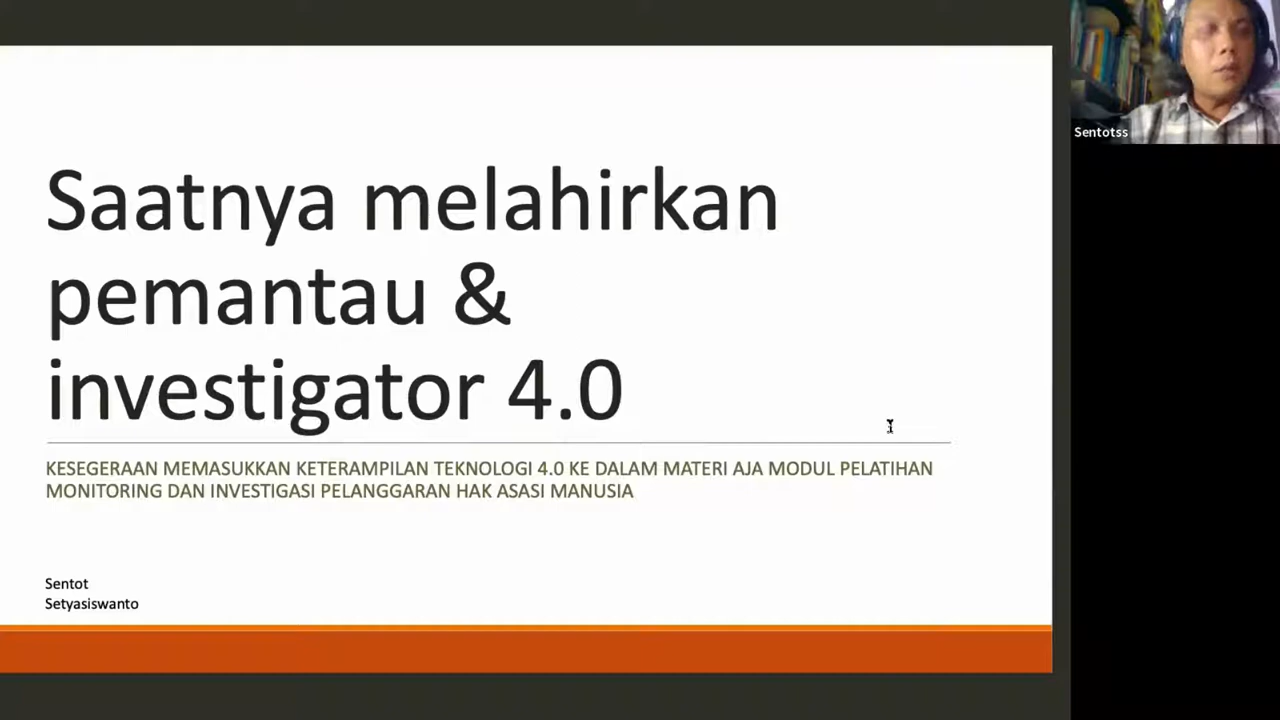 Saatnya melahirkan
pemantau &
investigator 4.0
KESEGERAAN MEMASUKKAN KETERAMPILAN TEKNOLOGI 4.0 KE DALAM MATERI AJA MODUL PELATIHAN
MONITORING DAN INVESTIGASI PELANGGARAN HAK ASASI MANUSIA
Sentot
Setyasiswanto
Sentotss